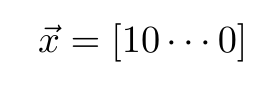 x⃗ = [10 ⋯ 0]